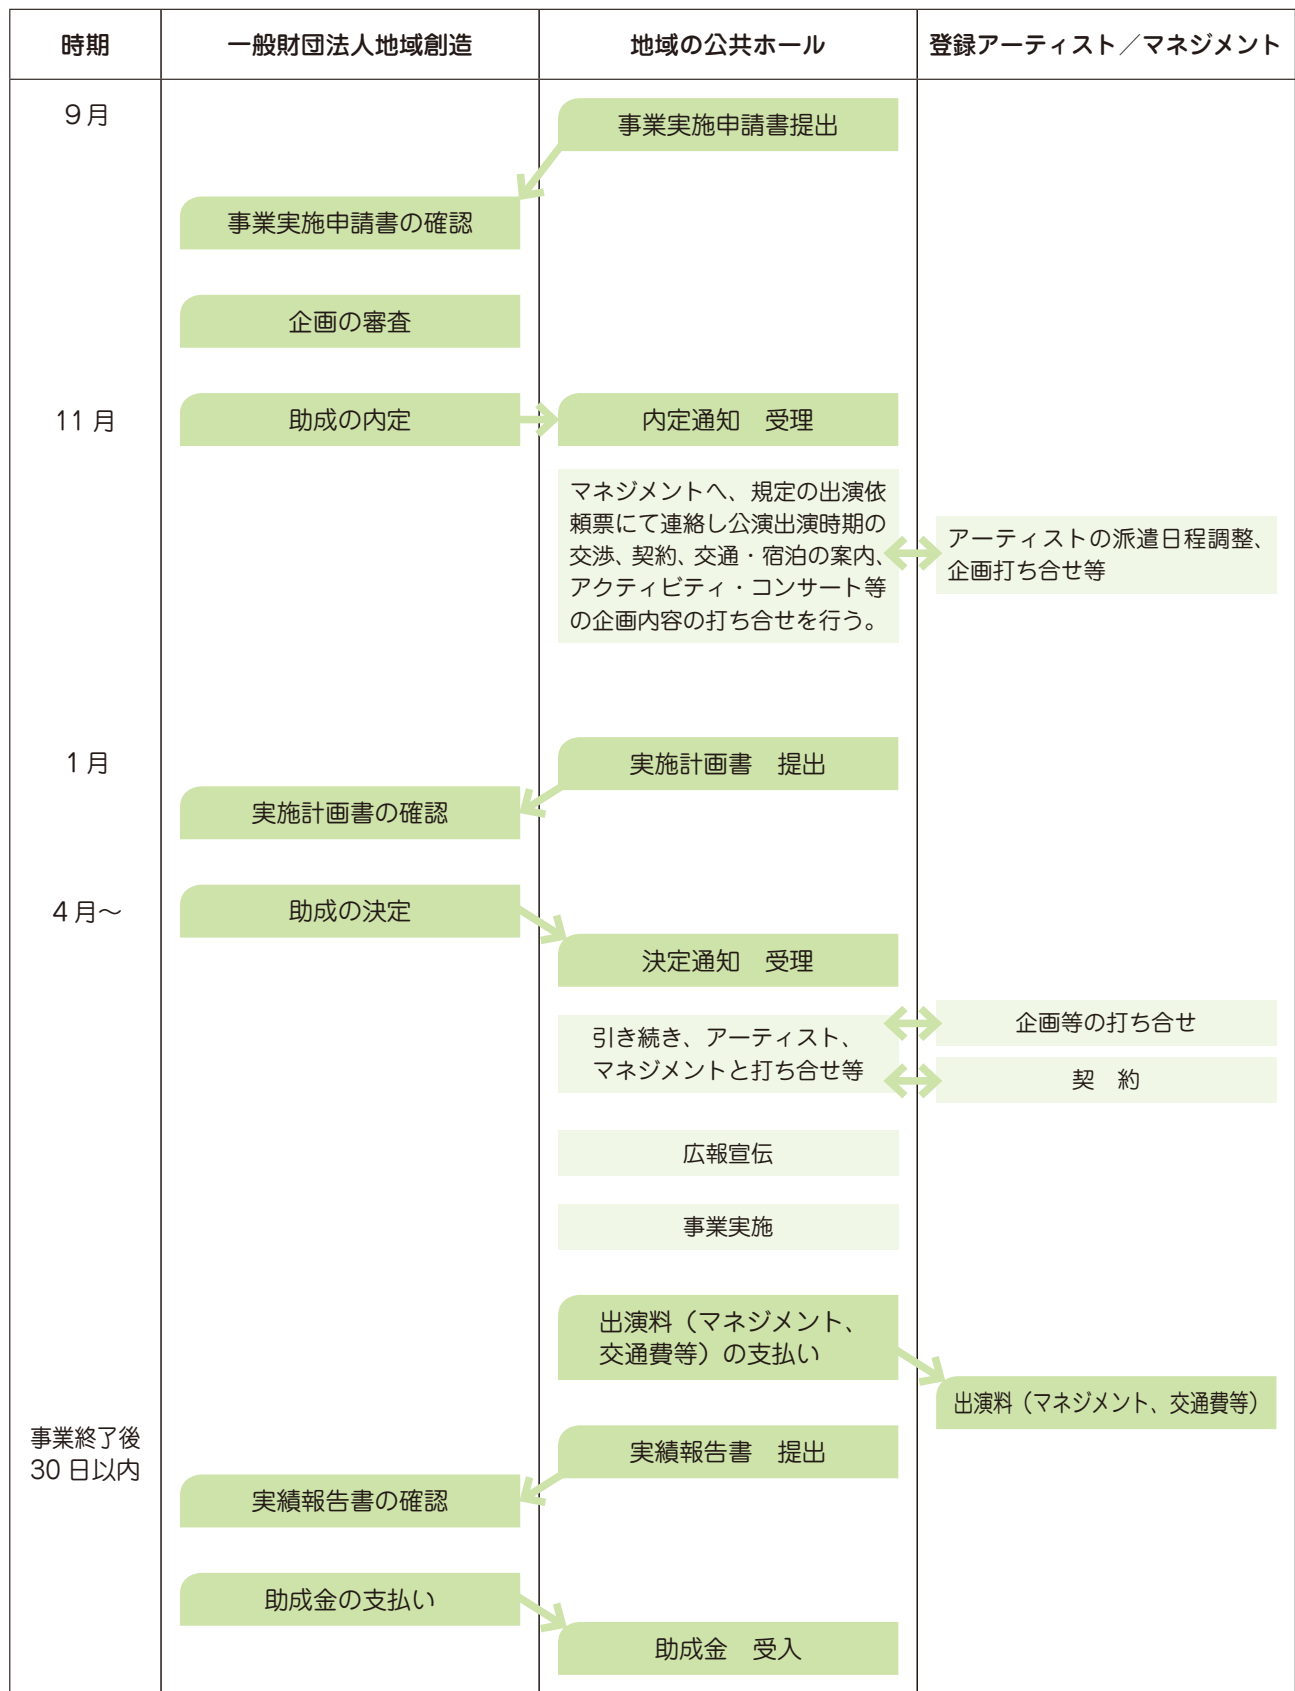 時期
一般財団法人地域創造
地域の公共ホール
登録アーティスト／マネジメント
9月
事業実施申請書提出
事業実施申請書の確認
企画の審査
11月
助成の内定
内定通知　受理
マネジメントへ、規定の出演依
頼票にて連絡し公演出演時期の
交渉、契約、交通・宿泊の案内、
アクティビティ・コンサート等
の企画内容の打ち合せを行う。
アーティストの派遣日程調整、
企画打ち合せ等
1月
実施計画書　提出
実施計画書の確認
4月～
助成の決定
決定通知　受理
引き続き、アーティスト、
マネジメントと打ち合せ等
企画等の打ち合せ
契　約
広報宣伝
事業実施
出演料（マネジメント、
交通費等）の支払い
出演料（マネジメント、交通費等）
事業終了後
30日以内
実績報告書　提出
実績報告書の確認
助成金の支払い
助成金　受入